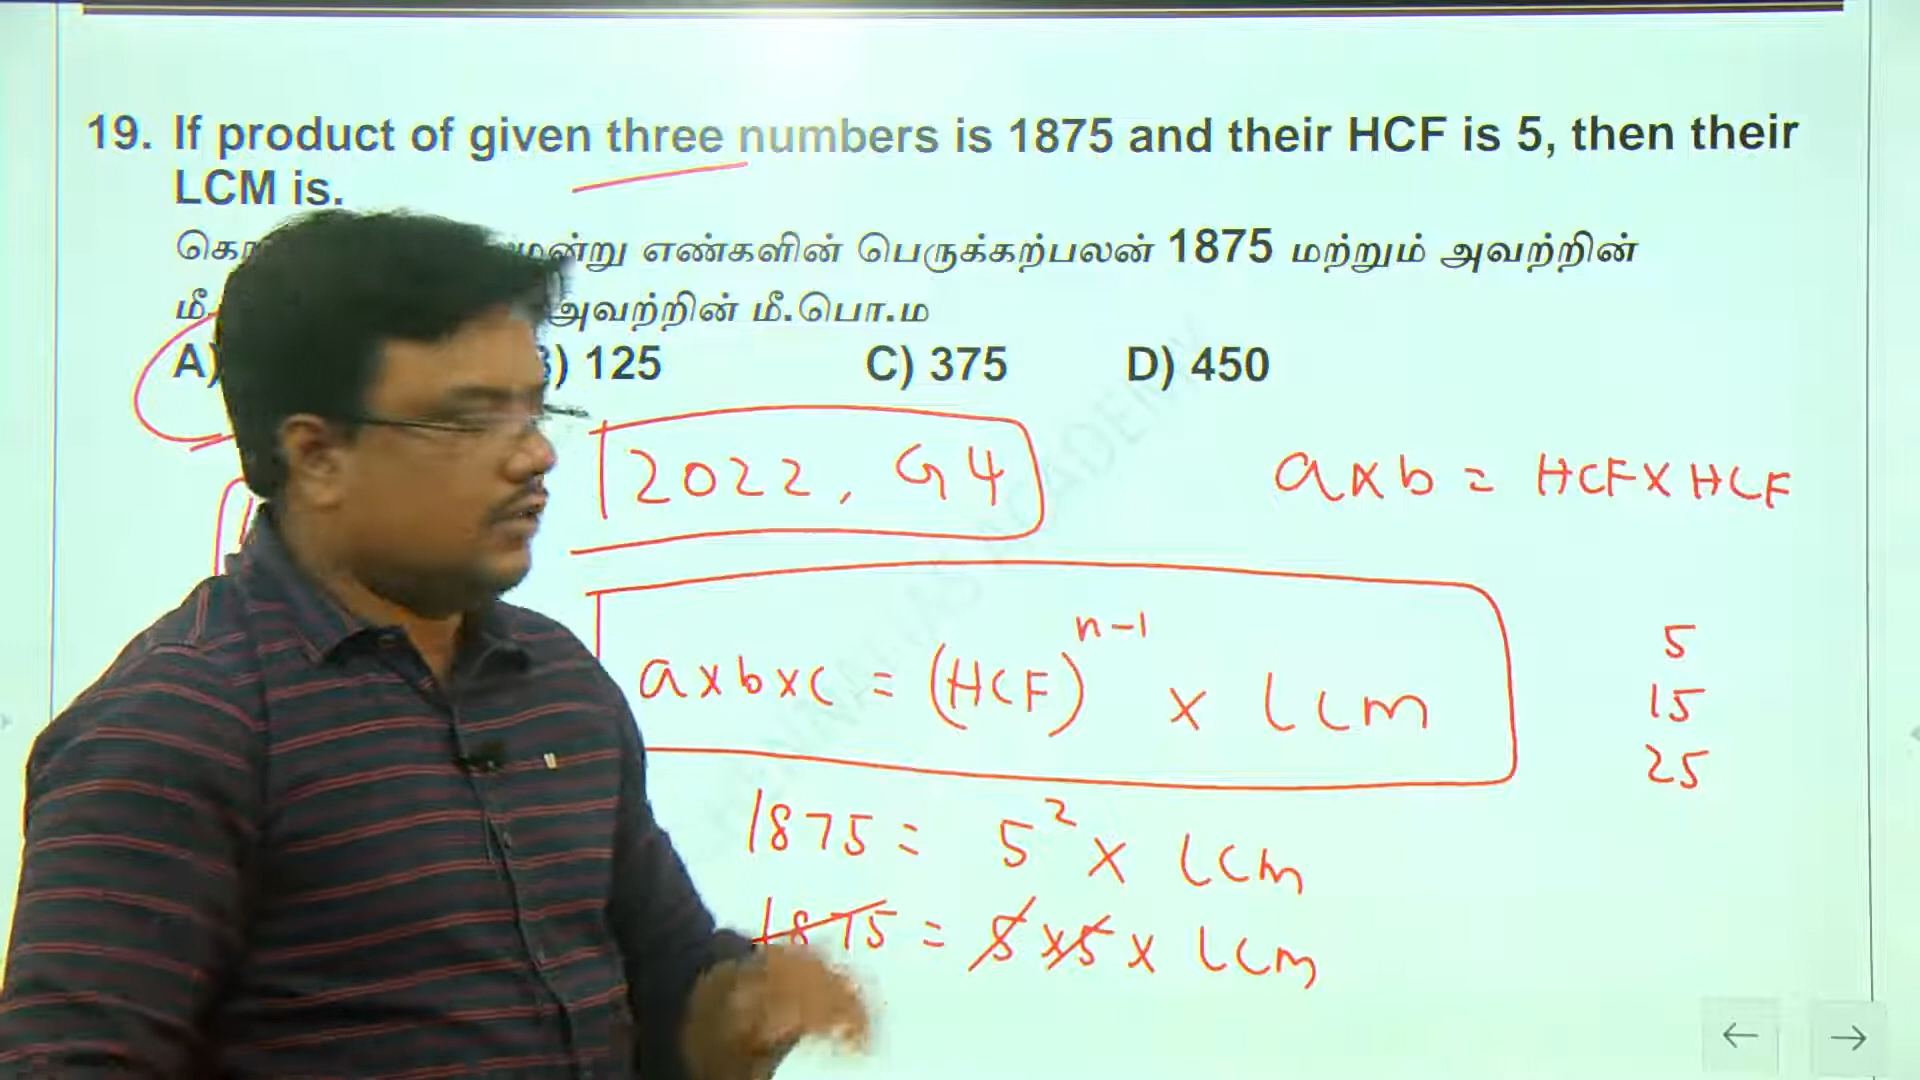 19. If product of given three numbers is 1875 and their HCF is 5, then their
LCM is.
எண்களின் பெருக்கற்பலன் 1875 மற்றும் அவற்றின்
அவற்றின் மீ.பொ.ம
A) 125
C) 375
D) 450
2022, G4
a x b = HCF X HCF
a x b x c = (HCF)^{n-1} x LCM
5
15
25
1875 = 5² x LCM
1875 = 5 x 5 x LCM